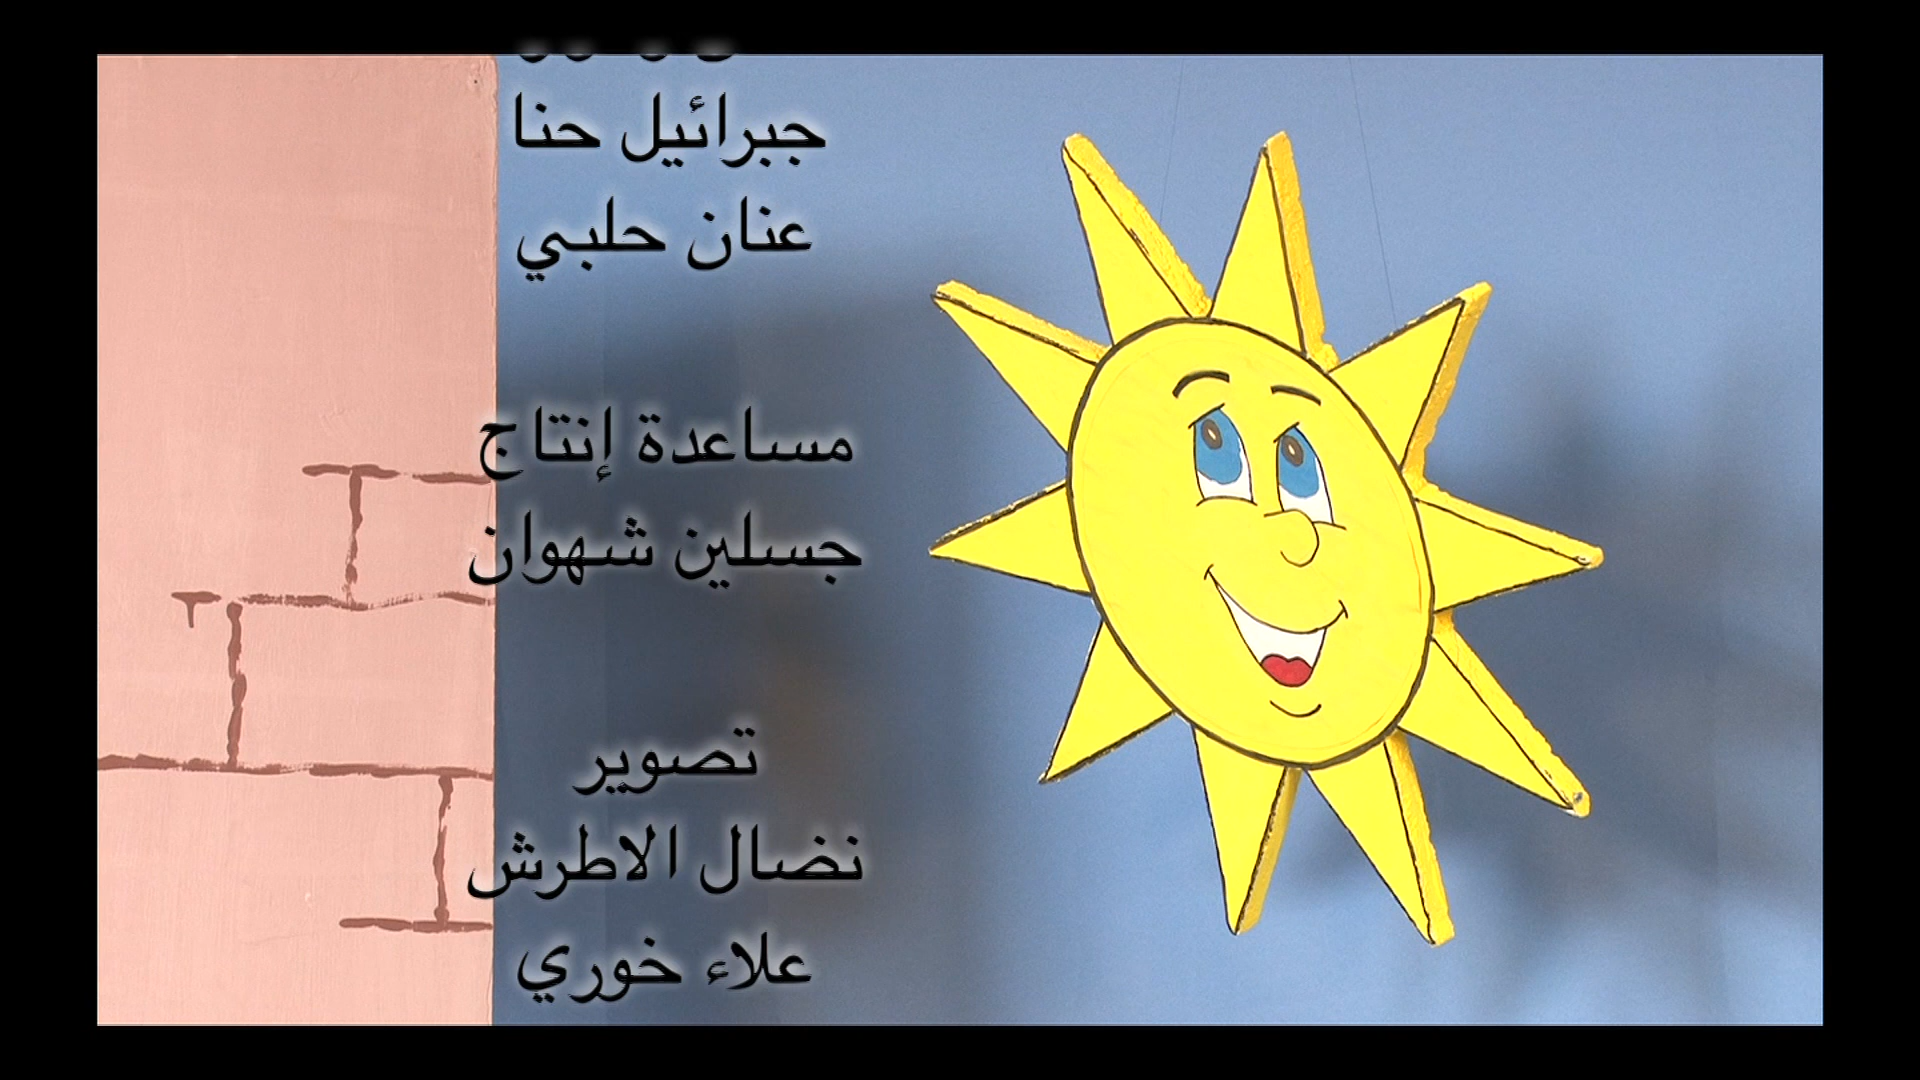 جبرائيل حنا
عنان حلبي
مساعدة إنتاج
جسلين شهوان
تصوير
نضال الاطرش
علاء خوري